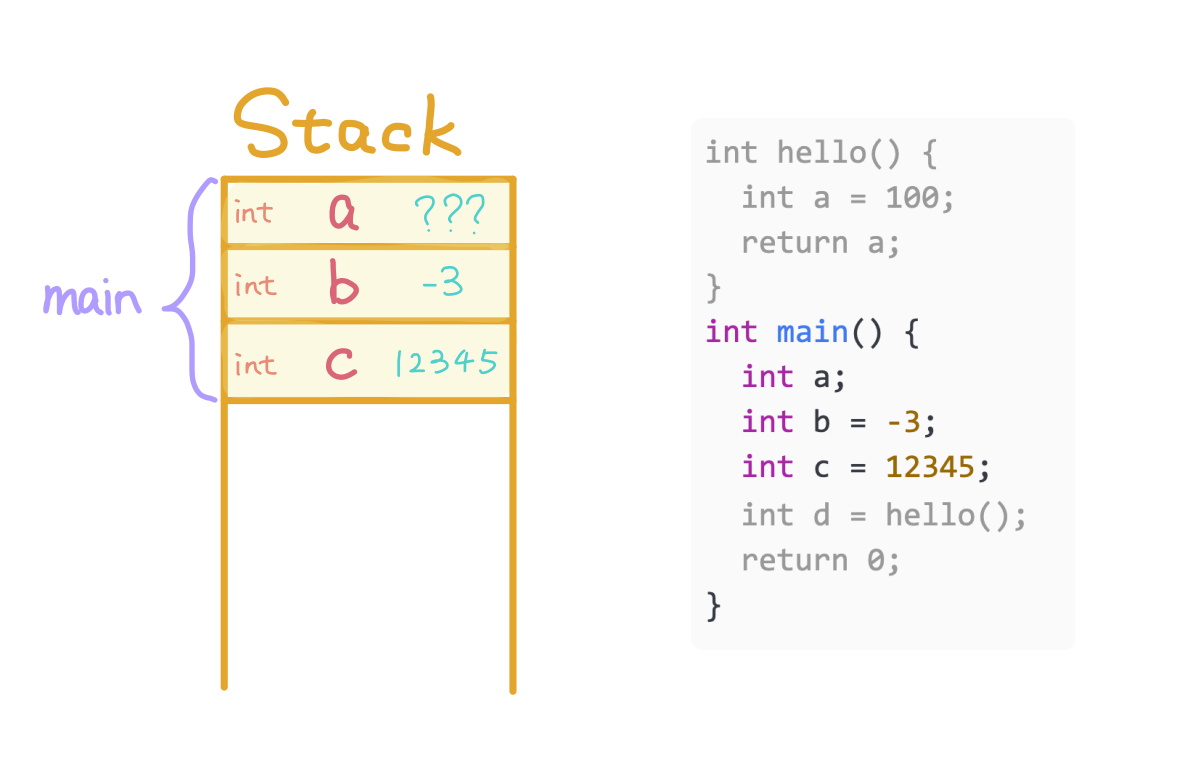 Stack
main
int a ???
int b -3
int c 12345
int hello() {
  int a = 100;
  return a;
}
int main() {
  int a;
  int b = -3;
  int c = 12345;
  int d = hello();
  return 0;
}